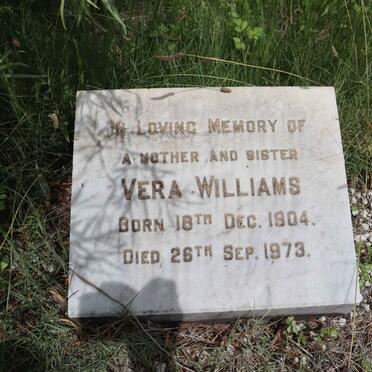 IN LOVING MEMORY OF
A MOTHER AND SISTER
VERA WILLIAMS
BORN 18TH DEC. 1904.
DIED 26TH SEP. 1973.